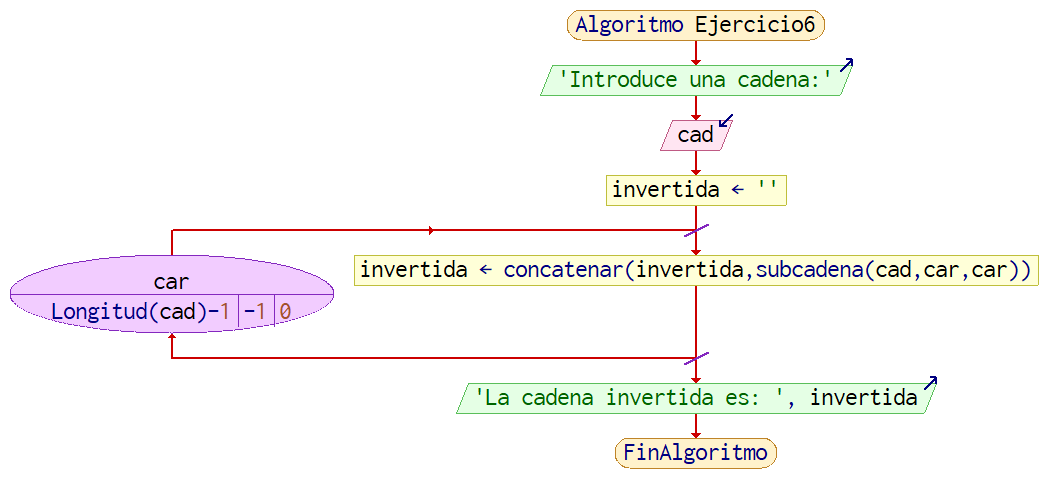 Algoritmo Ejercicio6
'Introduce una cadena:'
cad
invertida ← ''
invertida ← concatenar(invertida,subcadena(cad,car,car))
car
Longitud(cad)-1 -1 0
'La cadena invertida es: ', invertida
FinAlgoritmo